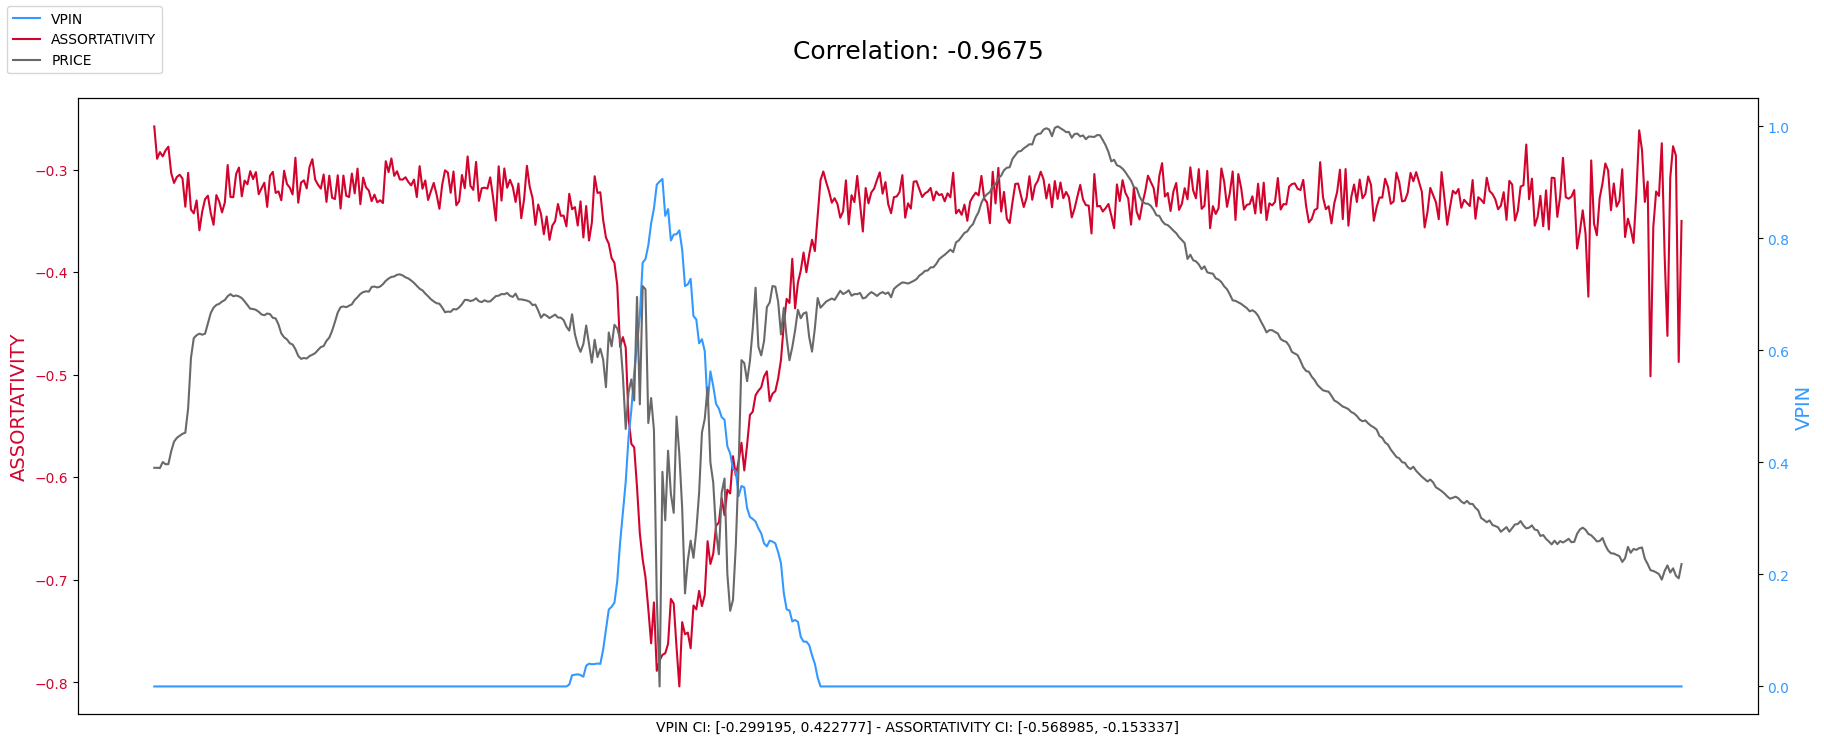 VPIN
ASSORTATIVITY
PRICE
Correlation: -0.9675
ASSORTATIVITY
−0.3
−0.4
−0.5
−0.6
−0.7
−0.8
1.0
0.8
0.6
0.4
0.2
0.0
VPIN
VPIN CI: [-0.299195, 0.422777] - ASSORTATIVITY CI: [-0.568985, -0.153337]